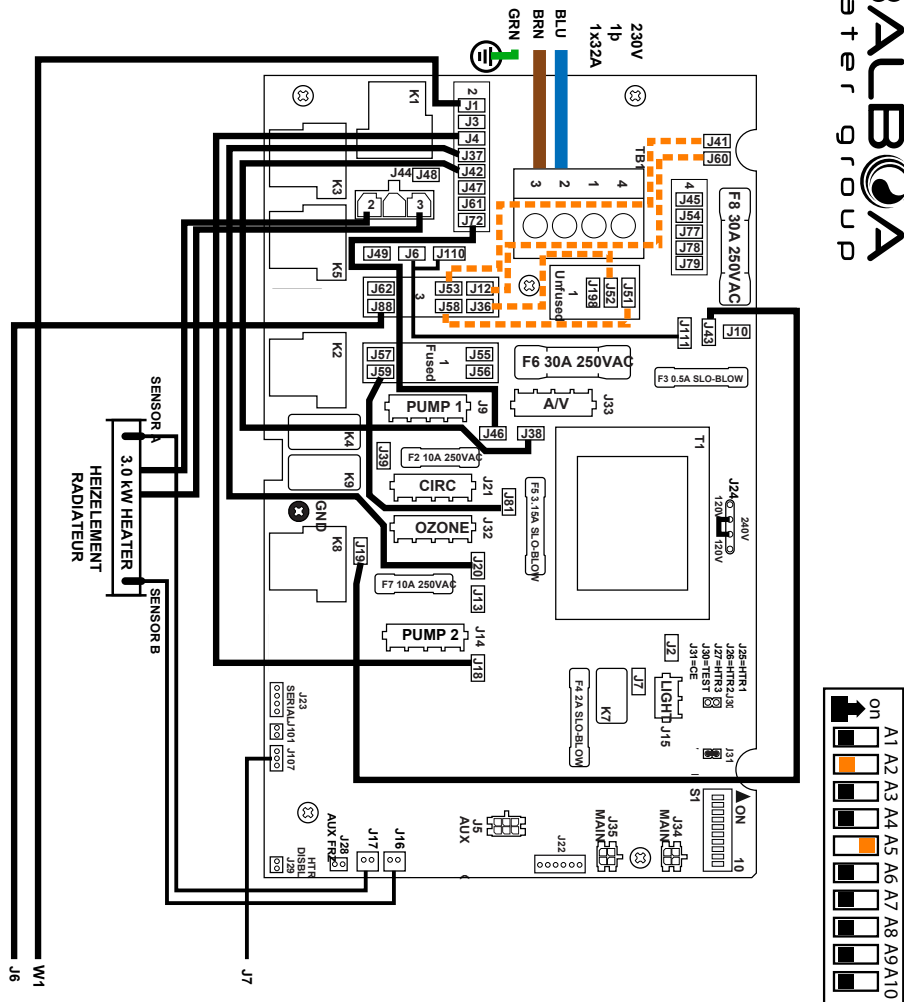 BALBOA
water group
GRN
BRN
BLU
230V
1p
1x32A
K1
2
J1
J3
J4
J37
J42
J47
J61
J72
J41
J60
TB1
3
2
1
4
4
J45
J54
J77
J78
J79
F8 30A 250VAC
K3
J44
J48
2
3
K5
J49
J6
J110
J62
J88
3
J53
J12
J58
J36
1
Unfused
J198
J52
J51
J111
J43
J10
K2
J57
J59
1
Fused
J55
J56
F6 30A 250VAC
F3 0.5A SLO-BLOW
PUMP 1
J9
A/V
J33
J46
J38
K4
J39
F2 10A 250VAC
K9
CIRC
J21
J81
F5 3.15A SLO-BLOW
T1
J24
120V
240V
120V
GND
OZONE
J32
K8
J19
J20
F7 10A 250VAC
J13
PUMP 2
J14
J18
J2
J25=HTR1
J26=HTR2
J27=HTR3
J30=TEST
J31=CE
J30
J31
J7
LIGHT
J15
K7
F4 2A SLO-BLOW
SENSOR A
3.0 kW HEATER
HEIZELEMENT
RADIATEUR
SENSOR B
J23
SERIAL
J101
J107
J29
HTR
DISBL
J28
AUX FRZ
J17
J16
J5
AUX
J22
J35
MAIN
J34
MAIN
S1
ON
10
on
A1
A2
A3
A4
A5
A6
A7
A8
A9
A10
J6
W1
J7